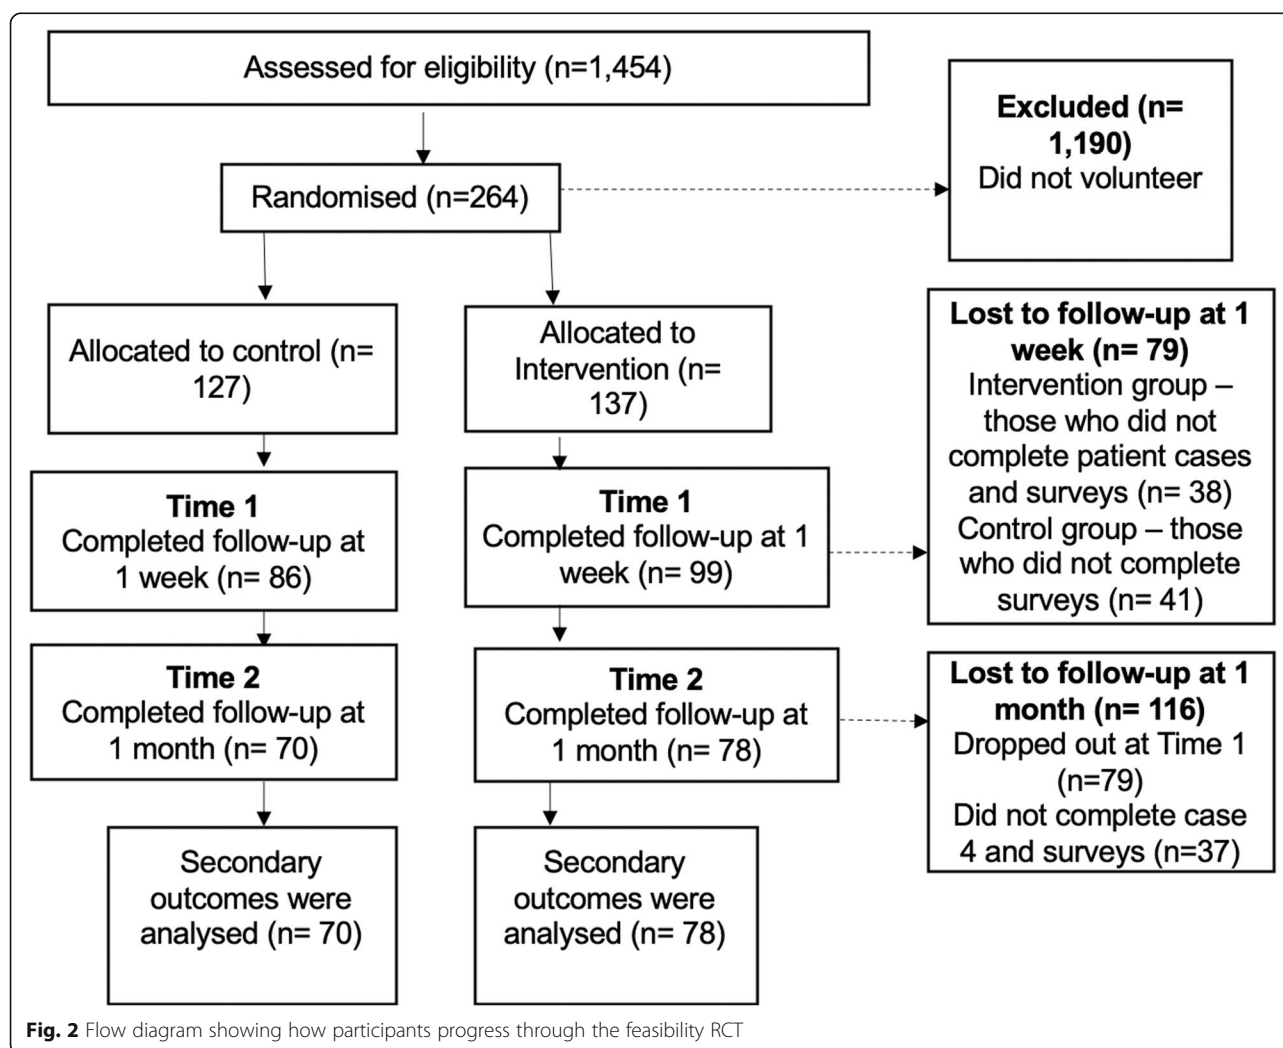 Assessed for eligibility (n=1,454)
Excluded (n=
1,190)
Did not volunteer
Randomised (n=264)
Allocated to control (n=
127)
Allocated to
Intervention (n=
137)
Lost to follow-up at 1
week (n= 79)
Intervention group –
those who did not
complete patient cases
and surveys (n= 38)
Control group – those
who did not complete
surveys (n= 41)
Time 1
Completed follow-up at
1 week (n= 86)
Time 1
Completed follow-up at 1
week (n= 99)
Time 2
Completed follow-up at
1 month (n= 70)
Time 2
Completed follow-up at
1 month (n= 78)
Lost to follow-up at 1
month (n= 116)
Dropped out at Time 1
(n=79)
Did not complete case
4 and surveys (n=37)
Secondary
outcomes were
analysed (n= 70)
Secondary
outcomes were
analysed (n= 78)
Fig. 2 Flow diagram showing how participants progress through the feasibility RCT